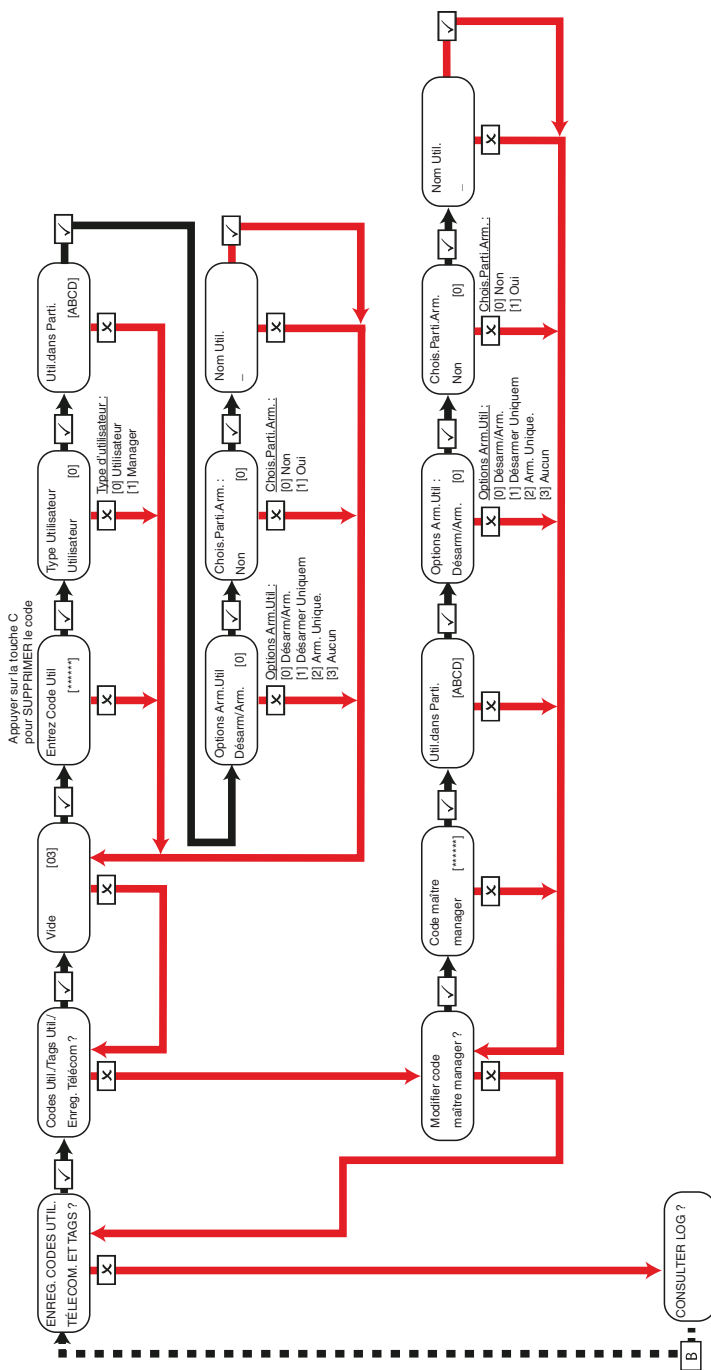 ENREG. CODES UTIL.
TÉLECOM. ET TAGS ?
Codes Util./Tags Util./
Enreg. Télécom ?
Vide [03]
Appuyer sur la touche C
pour SUPPRIMER le code
Entrez Code Util
[******]
Type Utilisateur
Utilisateur [0]
Type d'utilisateur :
[0] Utilisateur
[1] Manager
Util.dans Parti.
[ABCD]
Options Arm.Util
Désarm/Arm. [0]
Options Arm.Util :
[0] Désarm/Arm.
[1] Désarmer Uniquem
[2] Arm. Unique.
[3] Aucun
Chois.Parti.Arm. :
Non [0]
Chois.Parti.Arm. :
[0] Non
[1] Oui
Nom Util.
_
Modifier code
maître manager ?
Code maître
manager [******]
Util.dans Parti.
[ABCD]
Options Arm.Util :
Désarm/Arm. [0]
Options Arm.Util :
[0] Désarm/Arm.
[1] Désarmer Uniquem
[2] Arm. Unique.
[3] Aucun
Chois.Parti.Arm.
Non [0]
Chois.Parti.Arm. :
[0] Non
[1] Oui
Nom Util.
_
CONSULTER LOG ?
B